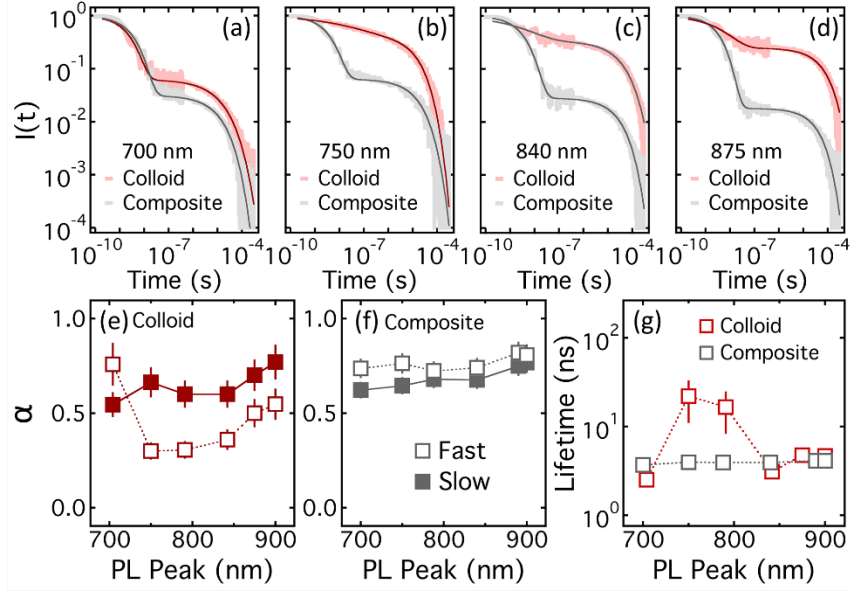 (a) (b) (c) (d)
10^0
10^-1
10^-2
10^-3
10^-4
I(t)
700 nm
Colloid
Composite
750 nm
Colloid
Composite
840 nm
Colloid
Composite
875 nm
Colloid
Composite
10^-10 10^-7 10^-4 10^-10 10^-7 10^-4 10^-10 10^-7 10^-4 10^-10 10^-7 10^-4
Time (s) Time (s) Time (s) Time (s)
(e) Colloid
1.0
0.5
0.0
α
700 800 900
PL Peak (nm)
(f) Composite
1.0
0.5
0.0
Fast
Slow
700 800 900
PL Peak (nm)
(g)
Colloid
Composite
10^2
10^1
10^0
Lifetime (ns)
700 800 900
PL Peak (nm)